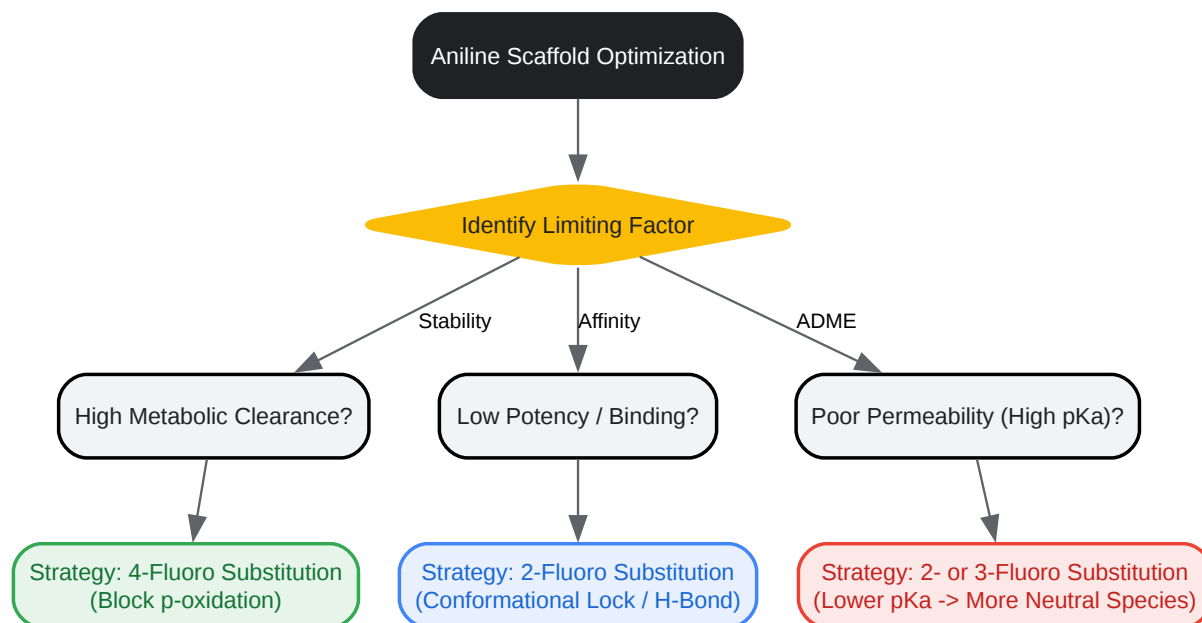 Aniline Scaffold Optimization
Identify Limiting Factor
Stability
Affinity
ADME
High Metabolic Clearance?
Low Potency / Binding?
Poor Permeability (High pKa)?
Strategy: 4-Fluoro Substitution
(Block p-oxidation)
Strategy: 2-Fluoro Substitution
(Conformational Lock / H-Bond)
Strategy: 2- or 3-Fluoro Substitution
(Lower pKa -> More Neutral Species)